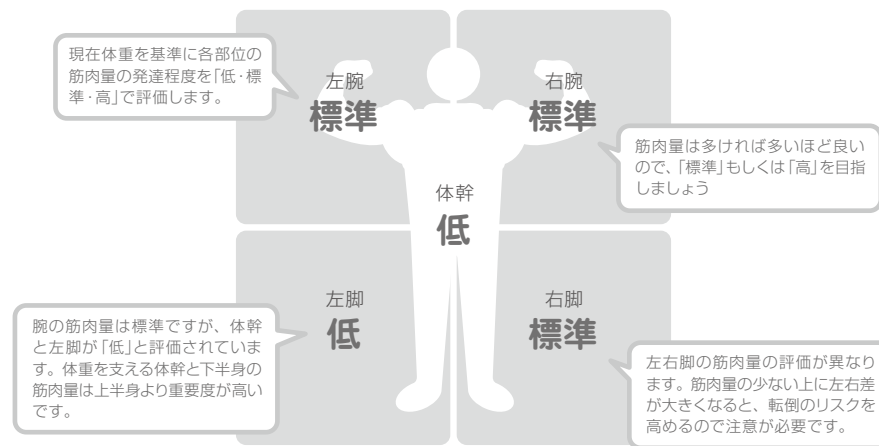 現在体重を基準に各部位の
筋肉量の発達程度を「低・標
準・高」で評価します。
左腕
標準
右腕
標準
筋肉量は多ければ多いほど良い
ので、「標準」もしくは「高」を目指
しましょう
体幹
低
左脚
低
右脚
標準
腕の筋肉量は標準ですが、体幹
と左脚が「低」と評価されていま
す。体重を支える体幹と下半身の
筋肉量は上半身より重要度が高い
です。
左右脚の筋肉量の評価が異なり
ます。筋肉量の少ない上に左右差
が大きくなると、転倒のリスクを
高めるので注意が必要です。